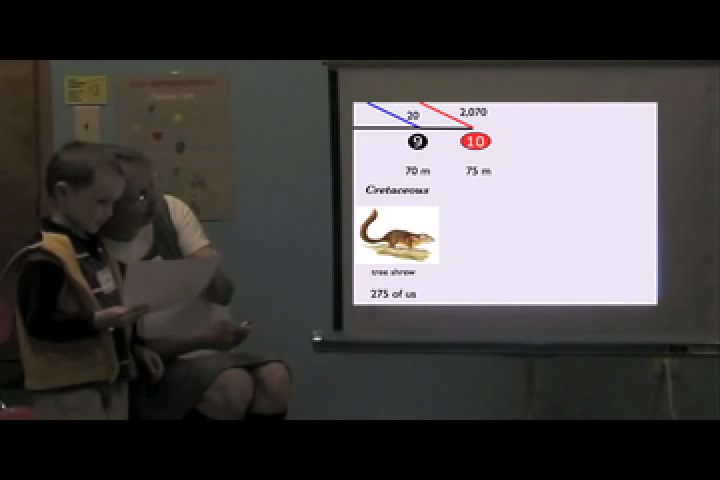 20 2,070
9 10
70 m 75 m
Cretaceous
tree shrew
275 of us